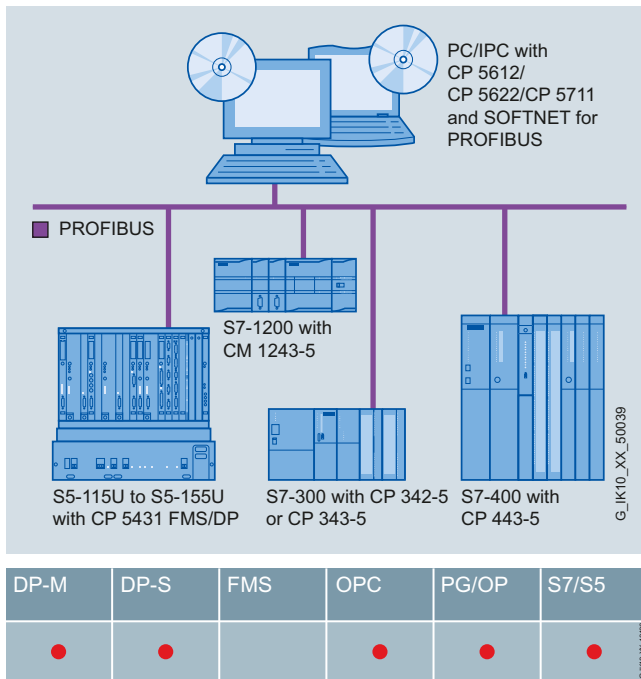 PC/IPC with
CP 5612/
CP 5622/CP 5711
and SOFTNET for
PROFIBUS
PROFIBUS
S7-1200 with
CM 1243-5
S5-115U to S5-155U
with CP 5431 FMS/DP
S7-300 with CP 342-5
or CP 343-5
S7-400 with
CP 443-5
G_IK10_XX_50039
DP-M DP-S FMS OPC PG/OP S7/S5